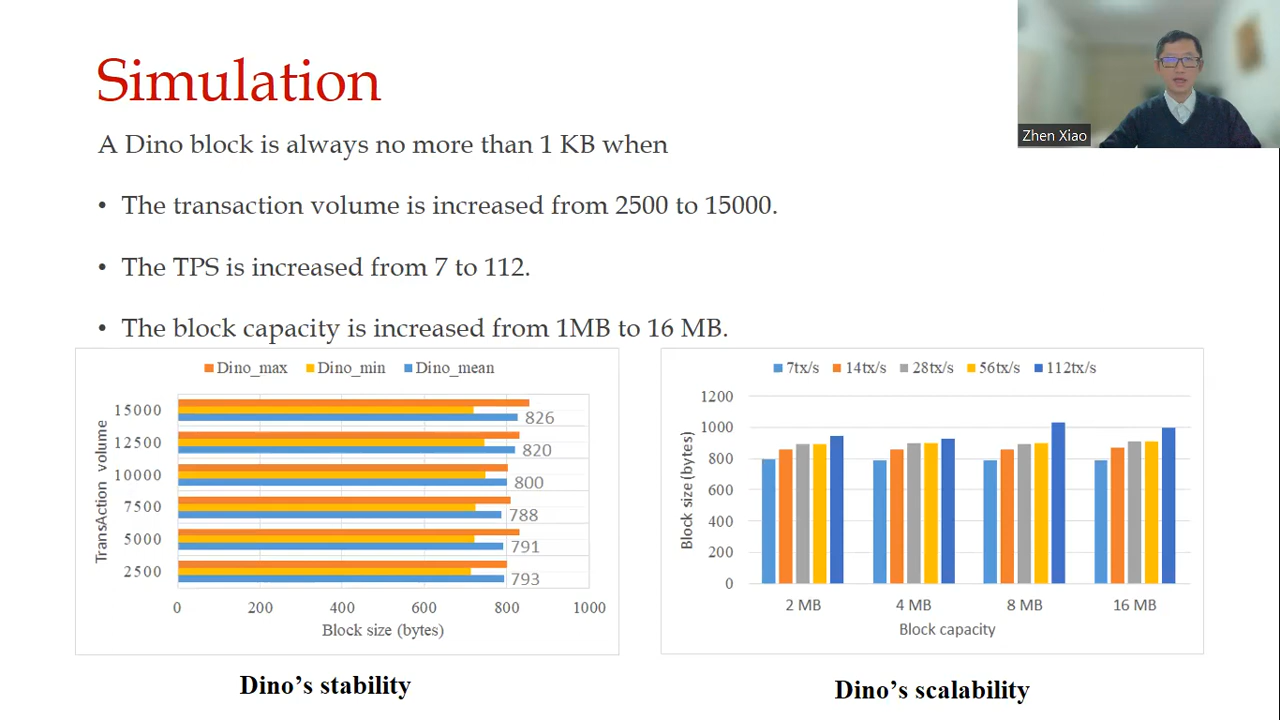 Simulation
Zhen Xiao
A Dino block is always no more than 1 KB when
• The transaction volume is increased from 2500 to 15000.
• The TPS is increased from 7 to 112.
• The block capacity is increased from 1MB to 16 MB.
Dino_max Dino_min Dino_mean
TransAction volume
15000
826
12500
820
10000
800
7500
788
5000
791
2500
793
0 200 400 600 800 1000
Block size (bytes)
Dino's stability
7tx/s 14tx/s 28tx/s 56tx/s 112tx/s
Block size (bytes)
1200
1000
800
600
400
200
0
2 MB 4 MB 8 MB 16 MB
Block capacity
Dino's scalability